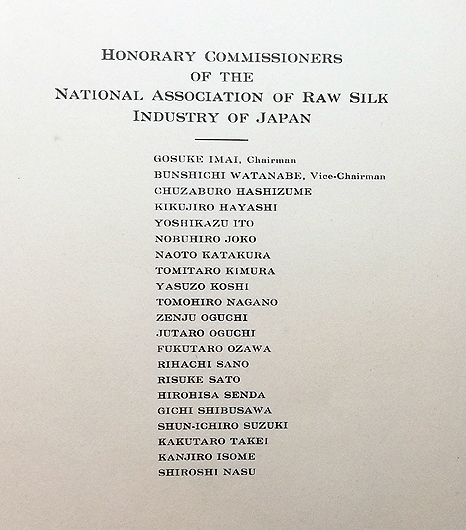 HONORARY COMMISSIONERS
OF THE
NATIONAL ASSOCIATION OF RAW SILK
INDUSTRY OF JAPAN
GOSUKE IMAI, Chairman
BUNSHICHI WATANABE, Vice-Chairman
CHUZABURO HASHIZUME
KIKUJIRO HAYASHI
YOSHIKAZU ITO
NOBUHIRO JOKO
NAOTO KATAKURA
TOMITARO KIMURA
YASUZO KOSHI
TOMOHIRO NAGANO
ZENJU OGUCHI
JUTARO OGUCHI
FUKUTARO OZAWA
RIHACHI SANO
RISUKE SATO
HIROHISA SENDA
GICHI SHIBUSAWA
SHUN-ICHIRO SUZUKI
KAKUTARO TAKEI
KANJIRO ISOME
SHIROSHI NASU